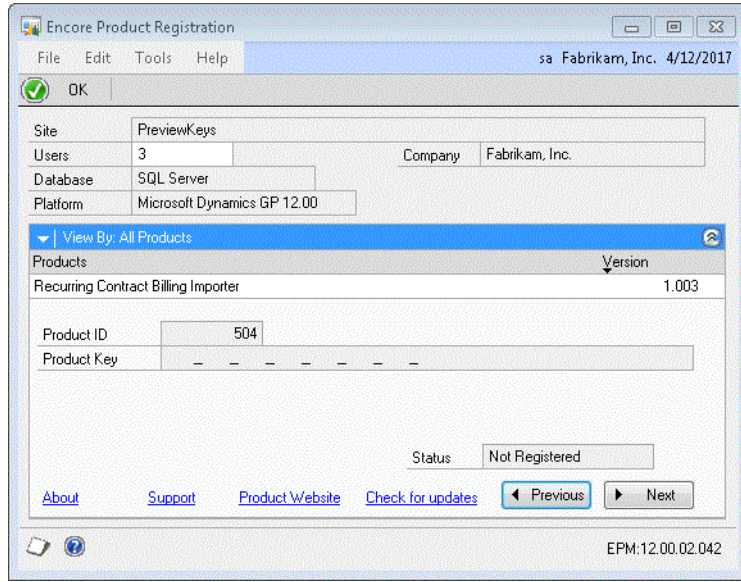 Encore Product Registration
File Edit Tools Help sa Fabrikam, Inc. 4/12/2017
OK
Site PreviewKeys
Users 3 Company Fabrikam, Inc.
Database SQL Server
Platform Microsoft Dynamics GP 12.00
View By: All Products
Products Version
Recurring Contract Billing Importer 1.003
Product ID 504
Product Key _ _ _ _ _ _ _
Status Not Registered
About Support Product Website Check for updates Previous Next
EPM:12.00.02.042